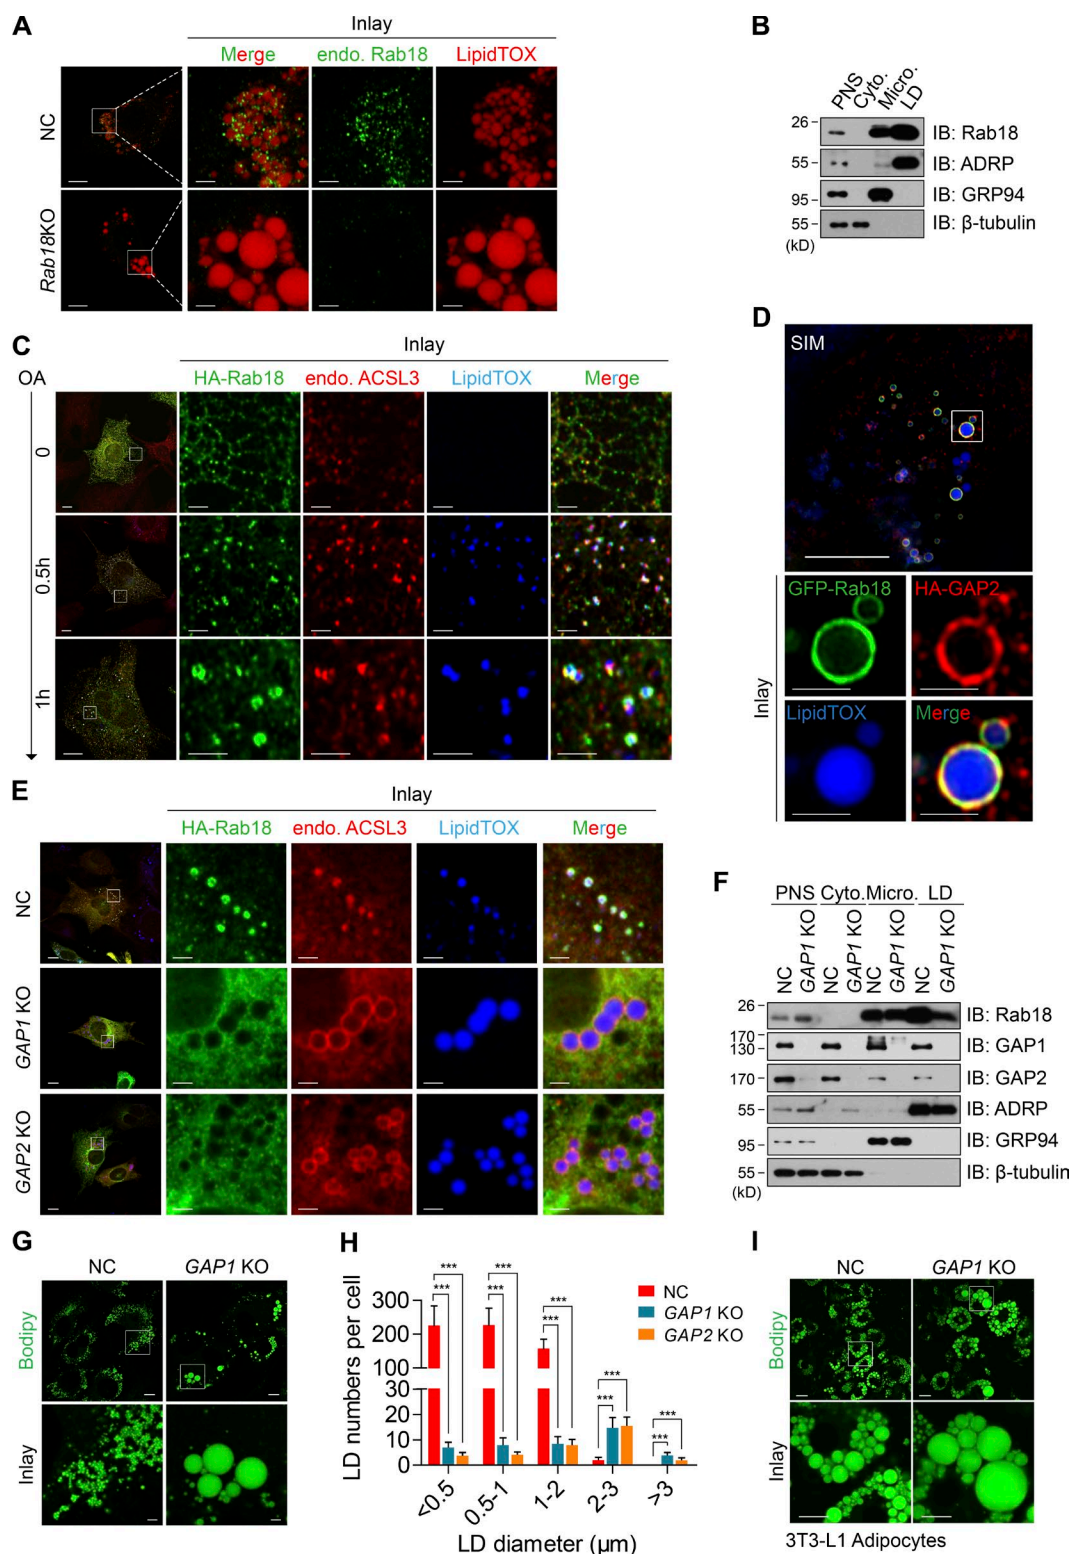 A
Inlay
Merge endo. Rab18 LipidTOX
NC
Rab18KO
B
PNS Cyto. Micro. LD
26 IB: Rab18
55 IB: ADRP
95 IB: GRP94
55 IB: β-tubulin
(kD)
C
Inlay
OA HA-Rab18 endo. ACSL3 LipidTOX Merge
0
0.5h
1h
D
SIM
Inlay
GFP-Rab18 HA-GAP2
LipidTOX Merge
E
Inlay
HA-Rab18 endo. ACSL3 LipidTOX Merge
NC
GAP1 KO
GAP2 KO
F
PNS Cyto. Micro. LD
NC GAP1 KO NC GAP1 KO NC GAP1 KO NC GAP1 KO
26 IB: Rab18
170
130 IB: GAP1
170 IB: GAP2
55 IB: ADRP
95 IB: GRP94
55 IB: β-tubulin
(kD)
G
NC GAP1 KO
Bodipy
Inlay
H
LD numbers per cell
300
200
100
30
20
10
0
*** *** *** *** ***
*** *** *** *** ***
NC
GAP1 KO
GAP2 KO
<0.5 0.5-1 1-2 2-3 >3
LD diameter (μm)
I
NC GAP1 KO
Bodipy
Inlay
3T3-L1 Adipocytes